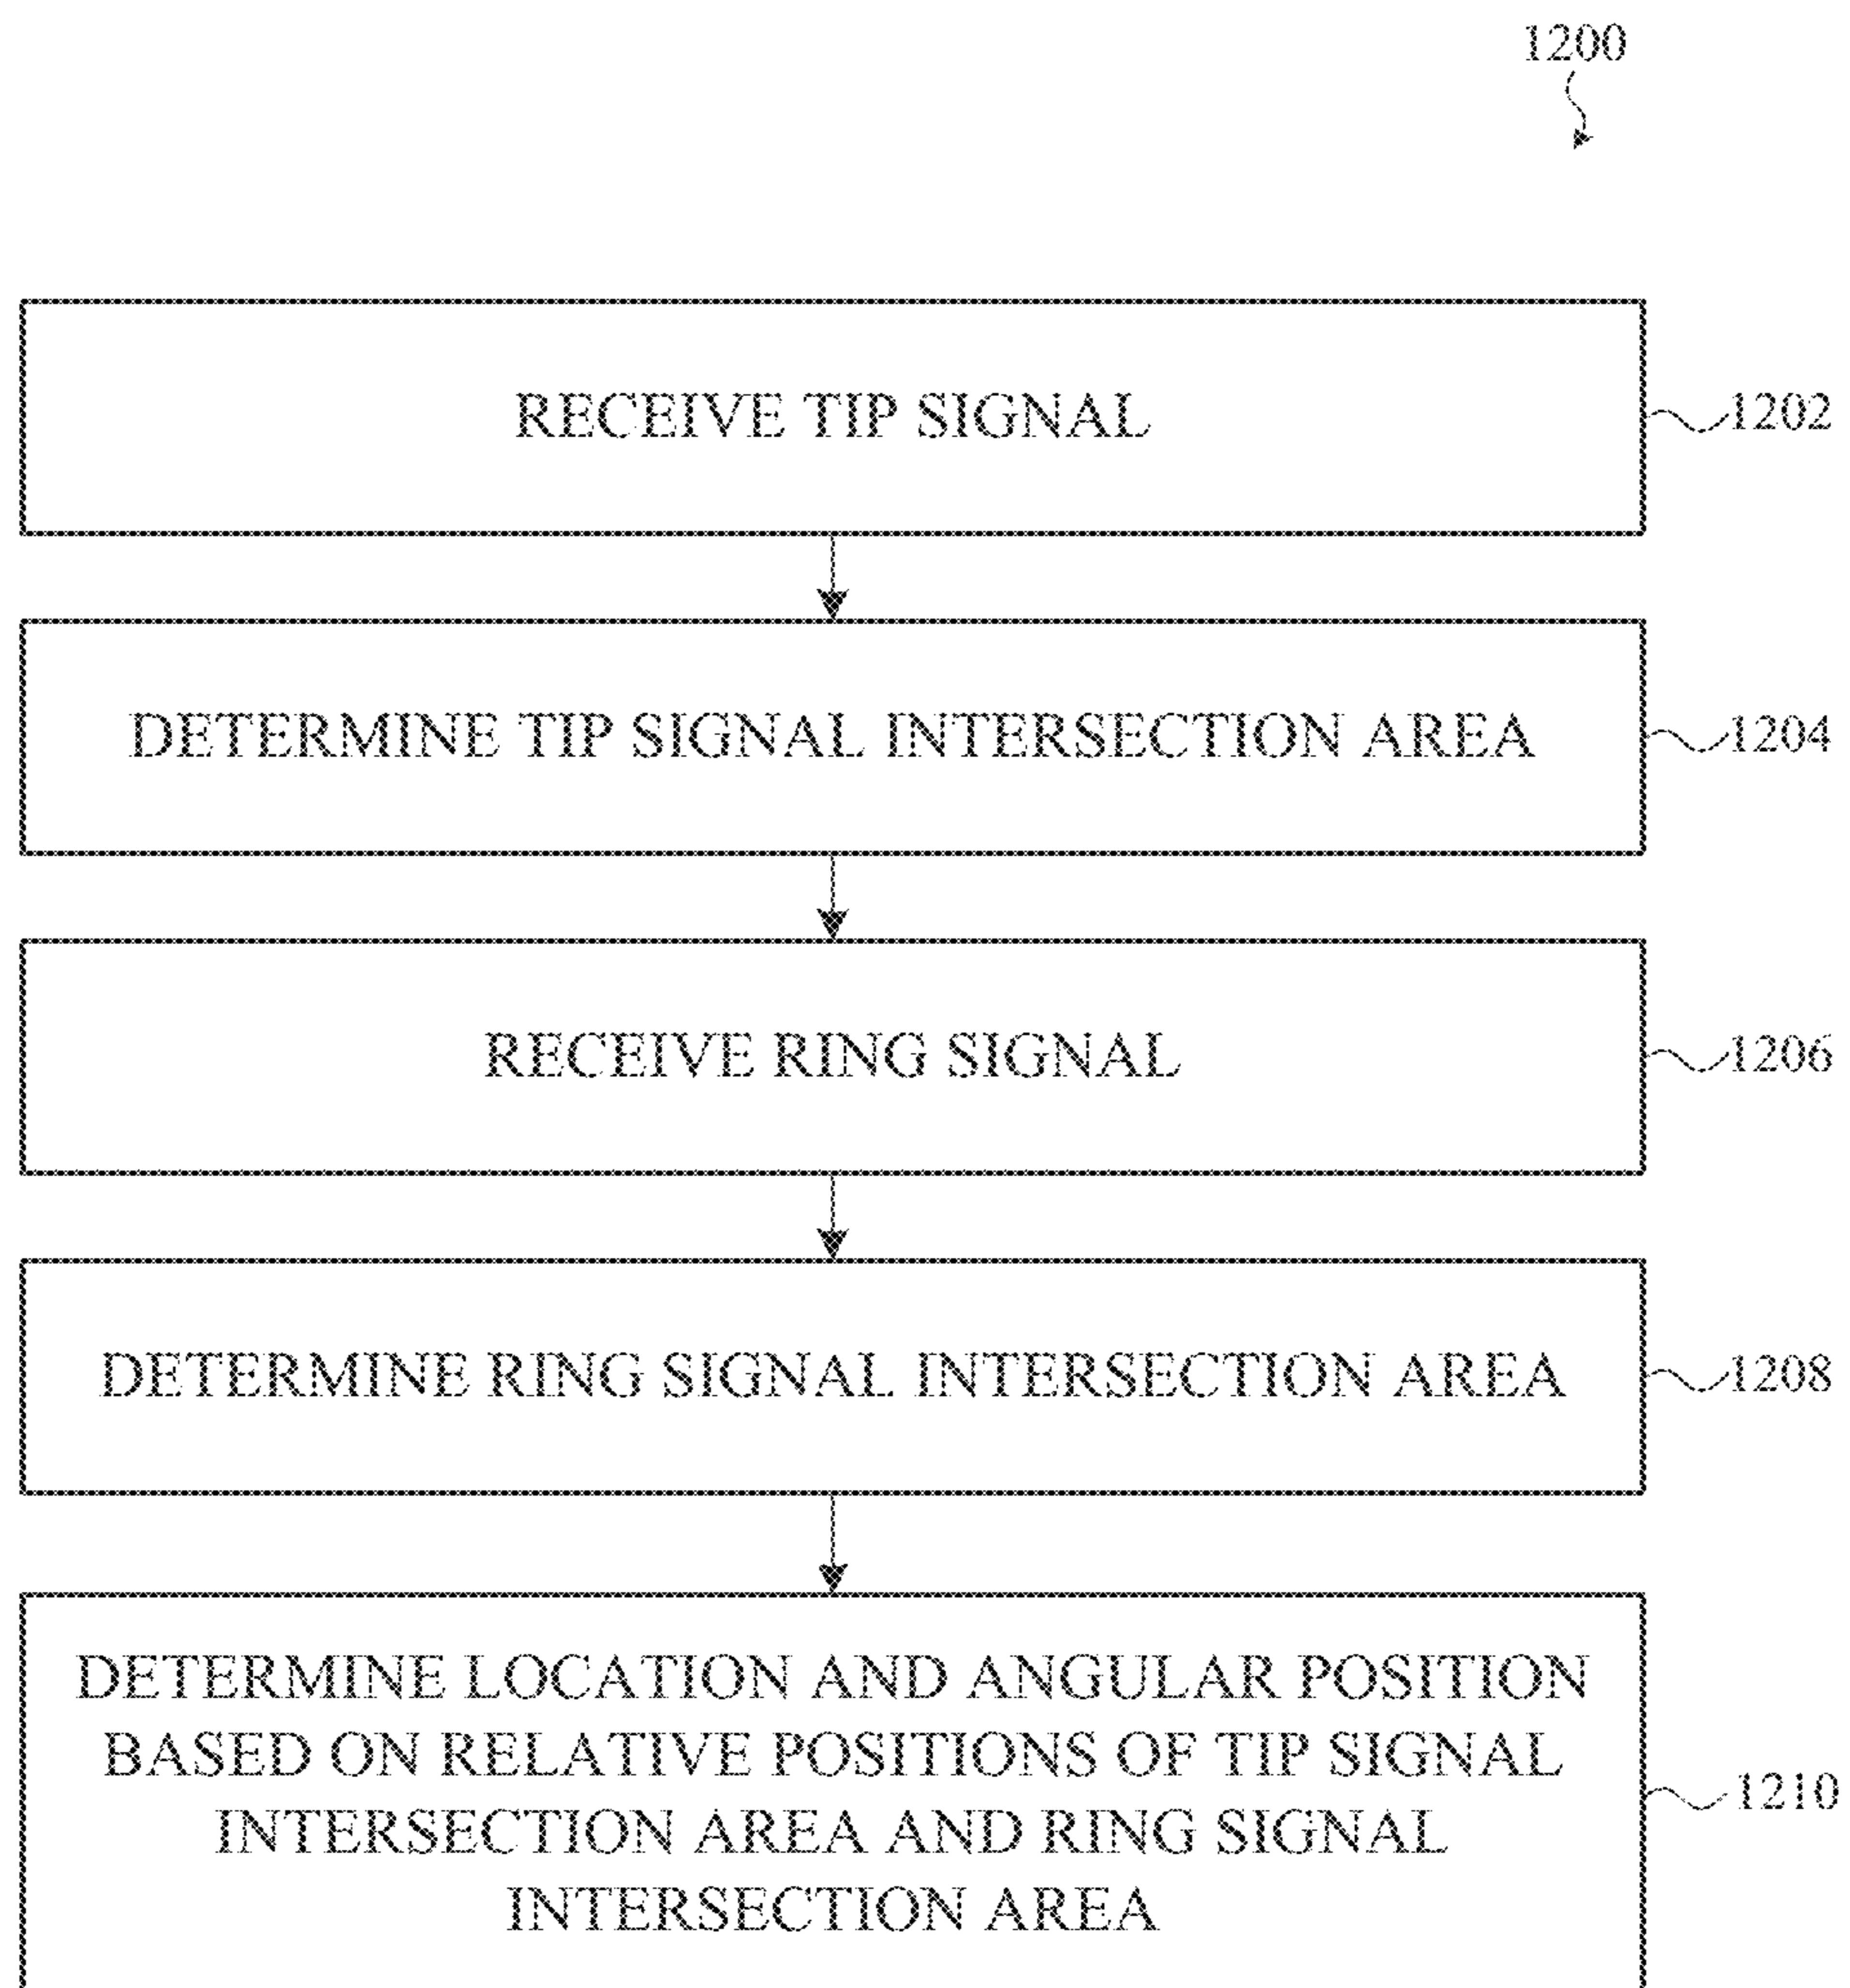 1200
RECEIVE TIP SIGNAL
1202
DETERMINE TIP SIGNAL INTERSECTION AREA
1204
RECEIVE RING SIGNAL
1206
DETERMINE RING SIGNAL INTERSECTION AREA
1208
DETERMINE LOCATION AND ANGULAR POSITION
BASED ON RELATIVE POSITIONS OF TIP SIGNAL
INTERSECTION AREA AND RING SIGNAL
INTERSECTION AREA
1210